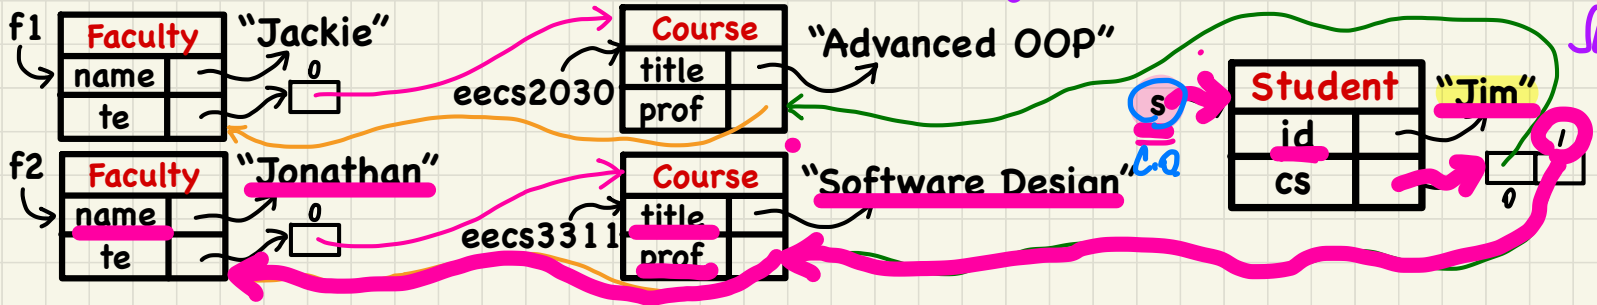 f1
Faculty
"Jackie"
name
0
te
Course
title
eecs2030
prof
"Advanced OOP"
s
C.O
Student
"Jim"
id
cs
1
0
f2
Faculty
"Jonathan"
name
0
te
Course
title
eecs3311
prof
"Software Design"